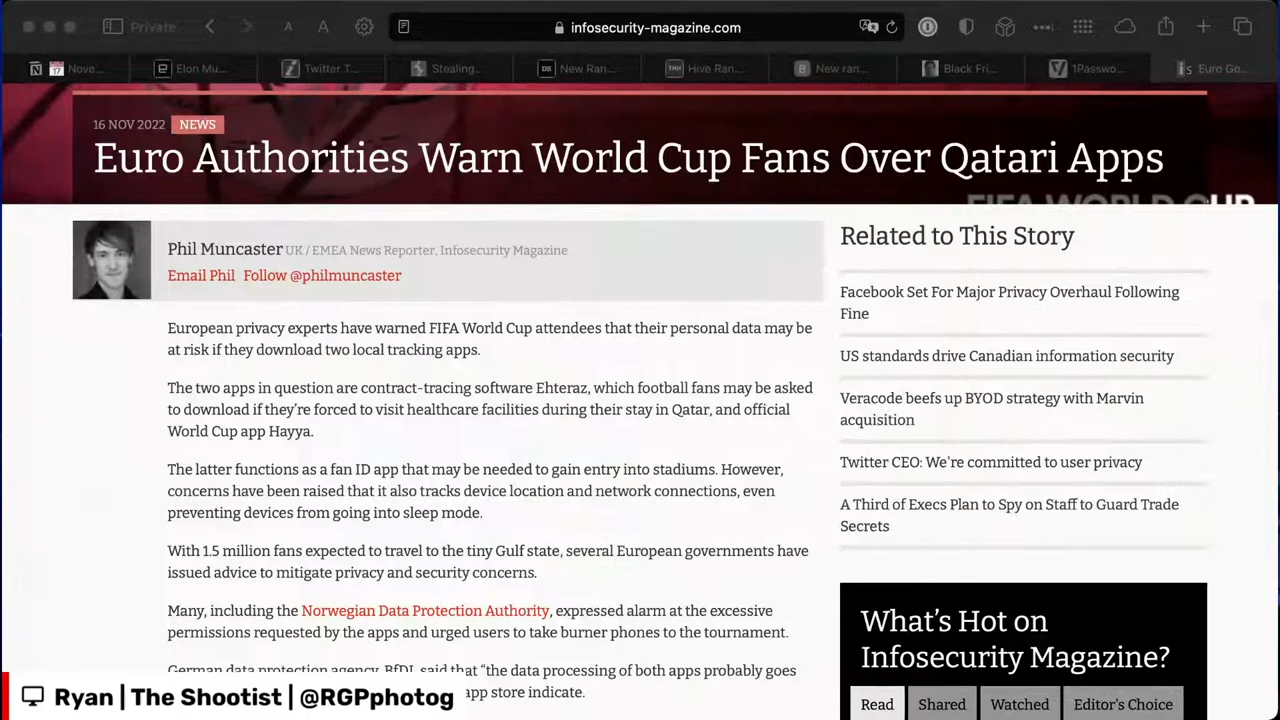 Private
A
A
infosecurity-magazine.com
17
Nove...
Elon Mu...
Twitter T...
Stealing...
DR
New Ran...
THN
Hive Ran...
B
New ran...
Black Fri...
1Passwo...
Euro Go...
16 NOV 2022 NEWS
Euro Authorities Warn World Cup Fans Over Qatari Apps
FIFA WORLD CUP
Phil Muncaster UK / EMEA News Reporter, Infosecurity Magazine
Email Phil Follow @philmuncaster
European privacy experts have warned FIFA World Cup attendees that their personal data may be
at risk if they download two local tracking apps.
The two apps in question are contract-tracing software Ehteraz, which football fans may be asked
to download if they're forced to visit healthcare facilities during their stay in Qatar, and official
World Cup app Hayya.
The latter functions as a fan ID app that may be needed to gain entry into stadiums. However,
concerns have been raised that it also tracks device location and network connections, even
preventing devices from going into sleep mode.
With 1.5 million fans expected to travel to the tiny Gulf state, several European governments have
issued advice to mitigate privacy and security concerns.
Many, including the Norwegian Data Protection Authority, expressed alarm at the excessive
permissions requested by the apps and urged users to take burner phones to the tournament.
German data protection agency, BfDI, said that “the data processing of both apps probably goes
app store indicate.
Related to This Story
Facebook Set For Major Privacy Overhaul Following
Fine
US standards drive Canadian information security
Veracode beefs up BYOD strategy with Marvin
acquisition
Twitter CEO: We're committed to user privacy
A Third of Execs Plan to Spy on Staff to Guard Trade
Secrets
What's Hot on
Infosecurity Magazine?
Read Shared Watched Editor's Choice
Ryan | The Shootist | @RGPphotog